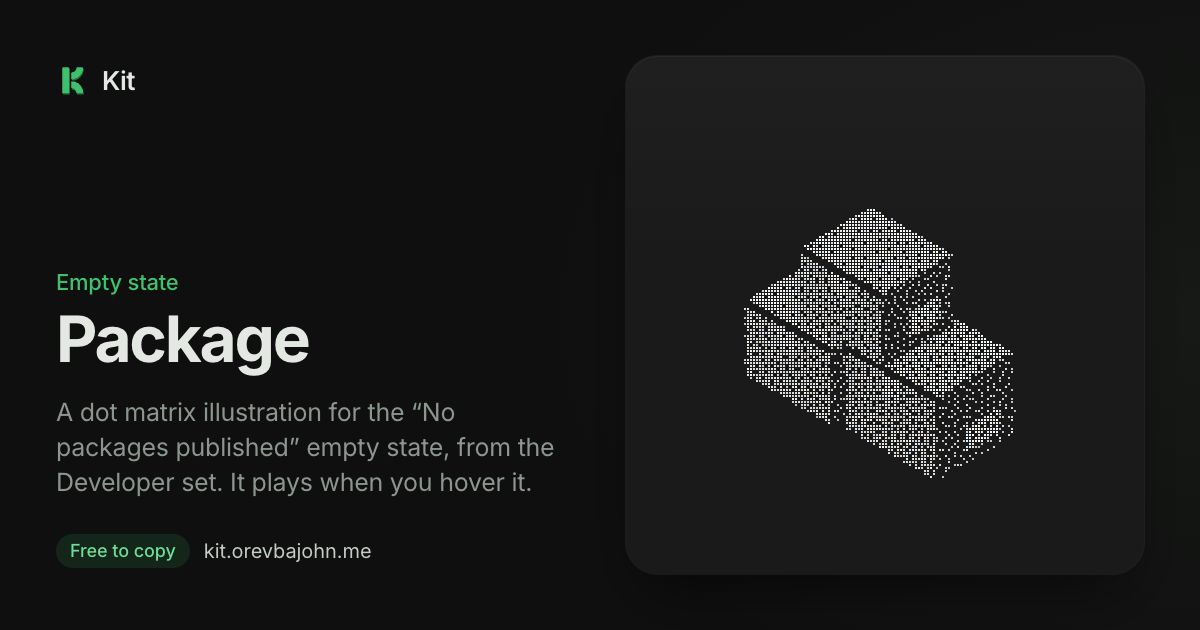 Kit
Empty state
Package
A dot matrix illustration for the “No
packages published” empty state, from the
Developer set. It plays when you hover it.
Free to copy
kit.orevbajohn.me